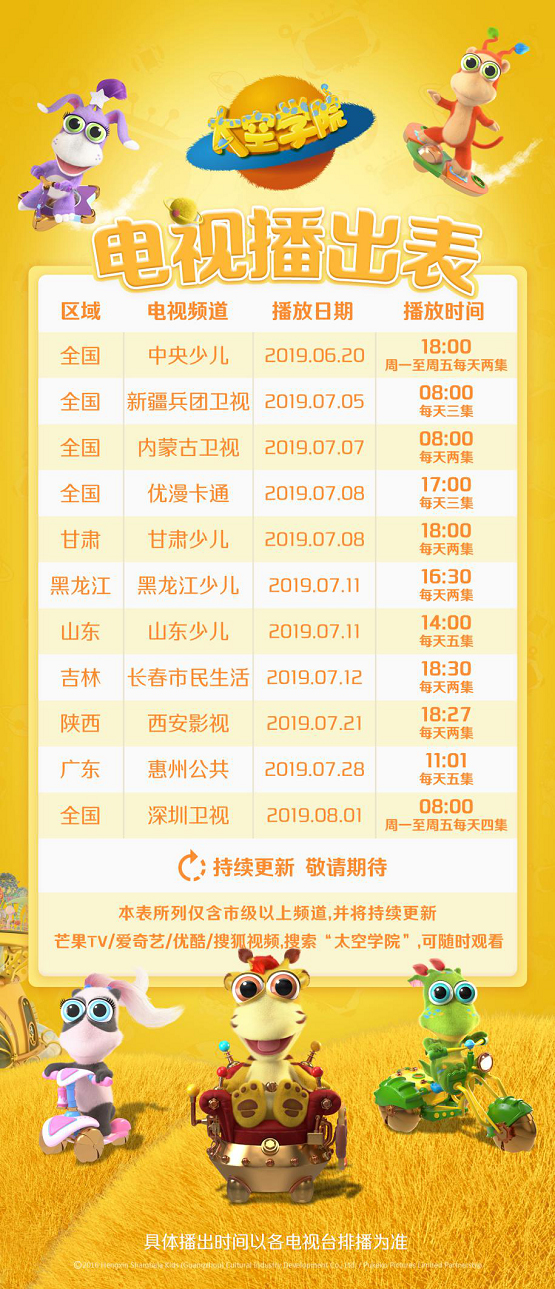 太空学院
电视播出表
区域 电视频道 播放日期 播放时间
全国 中央少儿 2019.06.20 18:00
周一至周五每天两集
全国 新疆兵团卫视 2019.07.05 08:00
每天三集
全国 内蒙古卫视 2019.07.07 08:00
每天两集
全国 优漫卡通 2019.07.08 17:00
每天三集
甘肃 甘肃少儿 2019.07.08 18:00
每天两集
黑龙江 黑龙江少儿 2019.07.11 16:30
每天两集
山东 山东少儿 2019.07.11 14:00
每天五集
吉林 长春市民生活 2019.07.12 18:30
每天两集
陕西 西安影视 2019.07.21 18:27
每天两集
广东 惠州公共 2019.07.28 11:01
每天五集
全国 深圳卫视 2019.08.01 08:00
周一至周五每天四集
持续更新 敬请期待
本表所列仅含市级以上频道,并将持续更新
芒果TV/爱奇艺/优酷/搜狐视频,搜索“太空学院”,可随时观看
具体播出时间以各电视台排播为准